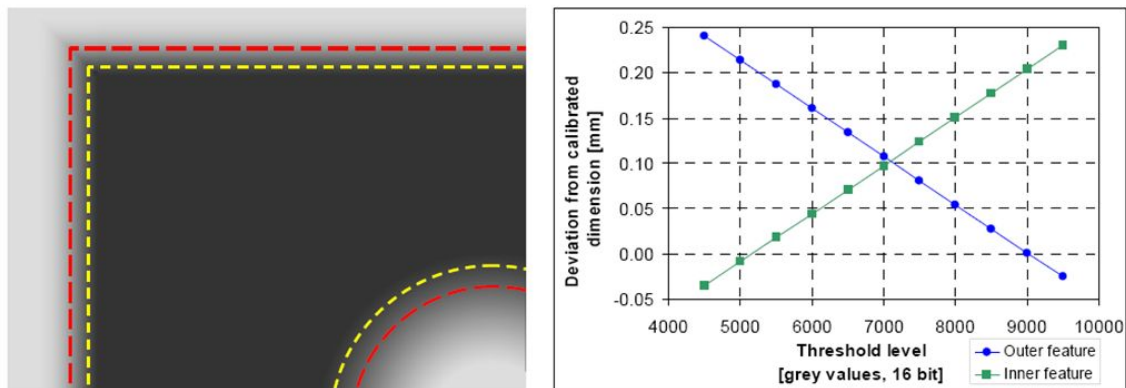 0.25
0.20
0.15
0.10
0.05
0.00
-0.05
Deviation from calibrated
dimension [mm]
4000 5000 6000 7000 8000 9000 10000
Threshold level
[grey values, 16 bit]
Outer feature
Inner feature